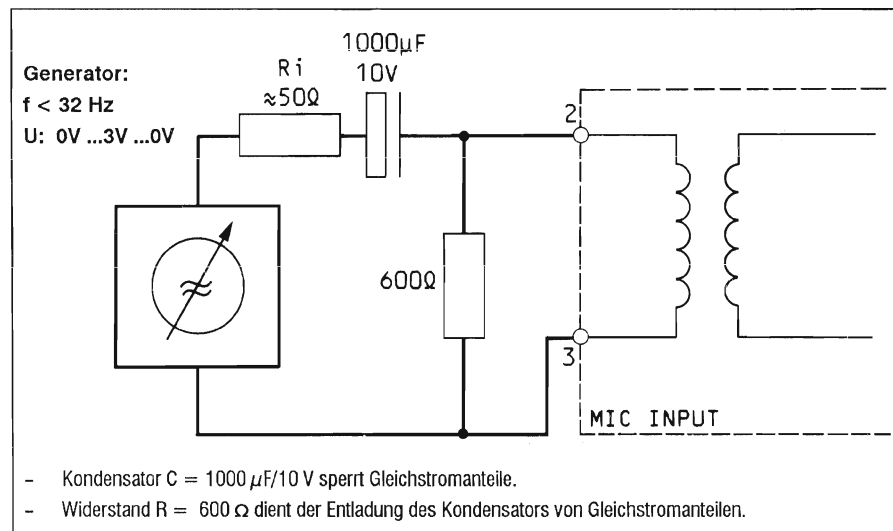 Generator:
f < 32 Hz
U: 0V ...3V ...0V
Ri
≈50Ω
1000µF
10V
600Ω
2
3
MIC INPUT
– Kondensator C = 1000 µF/10 V sperrt Gleichstromanteile.
– Widerstand R = 600 Ω dient der Entladung des Kondensators von Gleichstromanteilen.